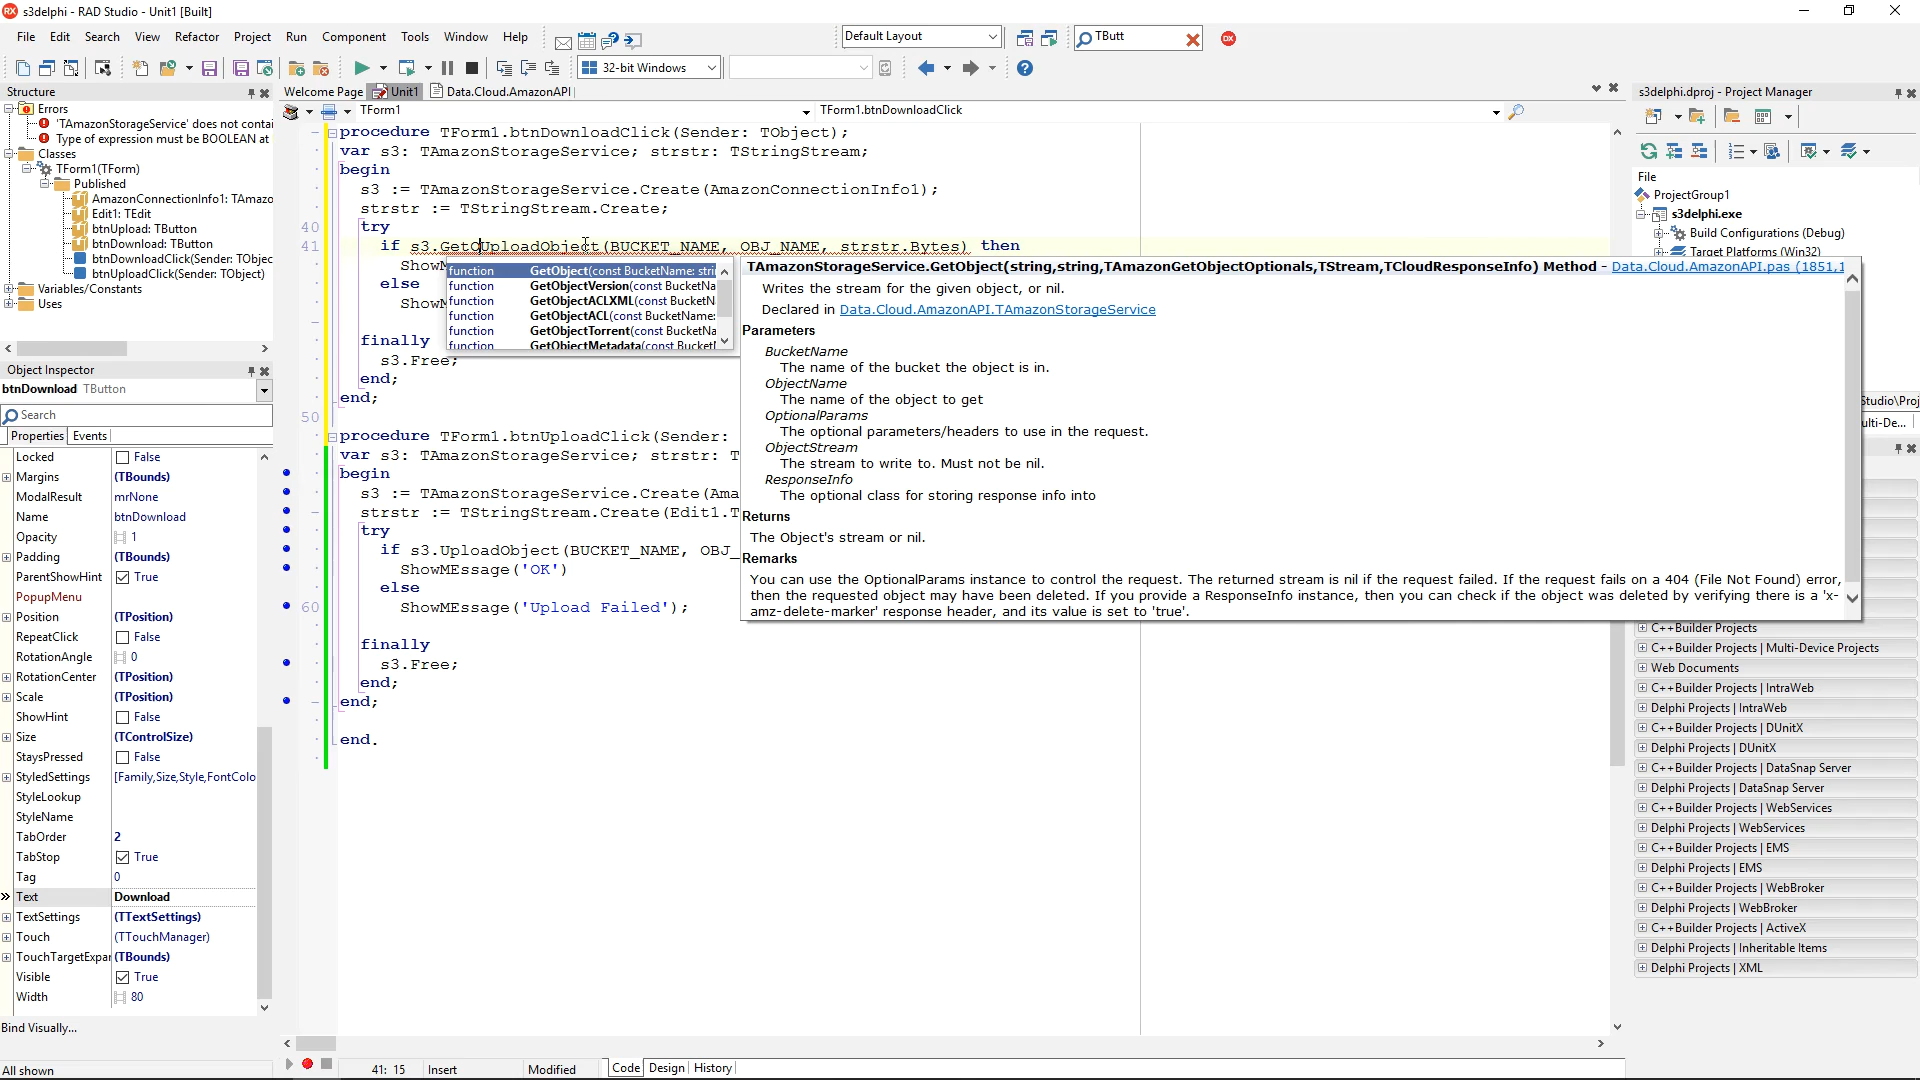 s3delphi - RAD Studio - Unit1 [Built]
File Edit Search View Refactor Project Run Component Tools Window Help
Default Layout
TButt
32-bit Windows
Structure
Errors
'TAmazonStorageService' does not contai
Type of expression must be BOOLEAN at
Classes
TForm1(TForm)
Published
AmazonConnectionInfo1: TAmazo
Edit1: TEdit
btnUpload: TButton
btnDownload: TButton
btnDownloadClick(Sender: TObjec
btnUploadClick(Sender: TObject)
Variables/Constants
Uses
Object Inspector
btnDownload TButton
Search
Properties Events
Locked False
Margins (TBounds)
ModalResult mrNone
Name btnDownload
Opacity 1
Padding (TBounds)
ParentShowHint True
PopupMenu
Position (TPosition)
RepeatClick False
RotationAngle 0
RotationCenter (TPosition)
Scale (TPosition)
ShowHint False
Size (TControlSize)
StaysPressed False
StyledSettings [Family,Size,Style,FontColo
StyleLookup
StyleName
TabOrder 2
TabStop True
Tag 0
Text Download
TextSettings (TTextSettings)
Touch (TTouchManager)
TouchTargetExpar (TBounds)
Visible True
Width 80
Bind Visually...
All shown
Welcome Page Unit1 Data.Cloud.AmazonAPI
TForm1 TForm1.btnDownloadClick
procedure TForm1.btnDownloadClick(Sender: TObject);
var s3: TAmazonStorageService; strstr: TStringStream;
begin
s3 := TAmazonStorageService.Create(AmazonConnectionInfo1);
strstr := TStringStream.Create;
40 try
41 if s3.GetOUploadObject(BUCKET_NAME, OBJ_NAME, strstr.Bytes) then
ShowM
else
ShowM
finally
s3.Free;
end;
end;
50
procedure TForm1.btnUploadClick(Sender:
var s3: TAmazonStorageService; strstr: T
begin
s3 := TAmazonStorageService.Create(Ama
strstr := TStringStream.Create(Edit1.T
try
if s3.UploadObject(BUCKET_NAME, OBJ_
ShowMEssage('OK')
else
60 ShowMEssage('Upload Failed');
finally
s3.Free;
end;
end;
end.
function GetObject(const BucketName: stri
function GetObjectVersion(const BucketNa
function GetObjectACLXML(const BucketN
function GetObjectACL(const BucketName:
function GetObjectTorrent(const BucketNa
function GetObjectMetadata(const Bucket
TAmazonStorageService.GetObject(string,string,TAmazonGetObjectOptionals,TStream,TCloudResponseInfo) Method - Data.Cloud.AmazonAPI.pas (1851,1
Writes the stream for the given object, or nil.
Declared in Data.Cloud.AmazonAPI.TAmazonStorageService
Parameters
BucketName
The name of the bucket the object is in.
ObjectName
The name of the object to get
OptionalParams
The optional parameters/headers to use in the request.
ObjectStream
The stream to write to. Must not be nil.
ResponseInfo
The optional class for storing response info into
Returns
The Object's stream or nil.
Remarks
You can use the OptionalParams instance to control the request. The returned stream is nil if the request failed. If the request fails on a 404 (File Not Found) error,
then the requested object may have been deleted. If you provide a ResponseInfo instance, then you can check if the object was deleted by verifying there is a 'x-
amz-delete-marker' response header, and its value is set to 'true'.
41: 15 Insert Modified Code Design History
s3delphi.dproj - Project Manager
File
ProjectGroup1
s3delphi.exe
Build Configurations (Debug)
Target Platforms (Win32)
Studio\Proj
ulti-De...
C++Builder Projects
C++Builder Projects | Multi-Device Projects
Web Documents
C++Builder Projects | IntraWeb
Delphi Projects | IntraWeb
C++Builder Projects | DUnitX
Delphi Projects | DUnitX
C++Builder Projects | DataSnap Server
Delphi Projects | DataSnap Server
C++Builder Projects | WebServices
Delphi Projects | WebServices
C++Builder Projects | EMS
Delphi Projects | EMS
C++Builder Projects | WebBroker
Delphi Projects | WebBroker
C++Builder Projects | ActiveX
Delphi Projects | Inheritable Items
Delphi Projects | XML